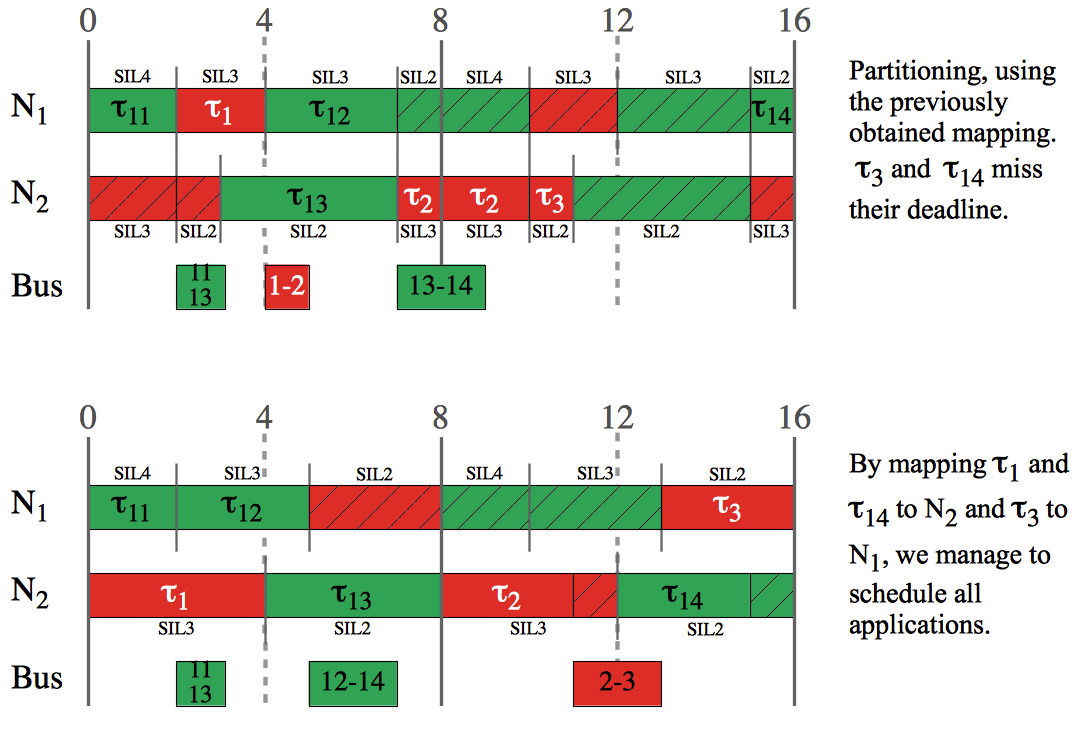 0 4 8 12 16
SIL4 SIL3 SIL3 SIL2 SIL4 SIL3 SIL3 SIL2
N1 τ11 τ1 τ12 τ14
N2 τ13 τ2 τ2 τ3
SIL3 SIL2 SIL2 SIL3 SIL3 SIL2 SIL2 SIL3
Bus 11 13 1-2 13-14
Partitioning, using
the previously
obtained mapping.
τ3 and τ14 miss
their deadline.
0 4 8 12 16
SIL4 SIL3 SIL2 SIL4 SIL3 SIL2
N1 τ11 τ12 τ3
N2 τ1 τ13 τ2 τ14
SIL3 SIL2 SIL3 SIL2
Bus 11 13 12-14 2-3
By mapping τ1 and
τ14 to N2 and τ3 to
N1, we manage to
schedule all
applications.